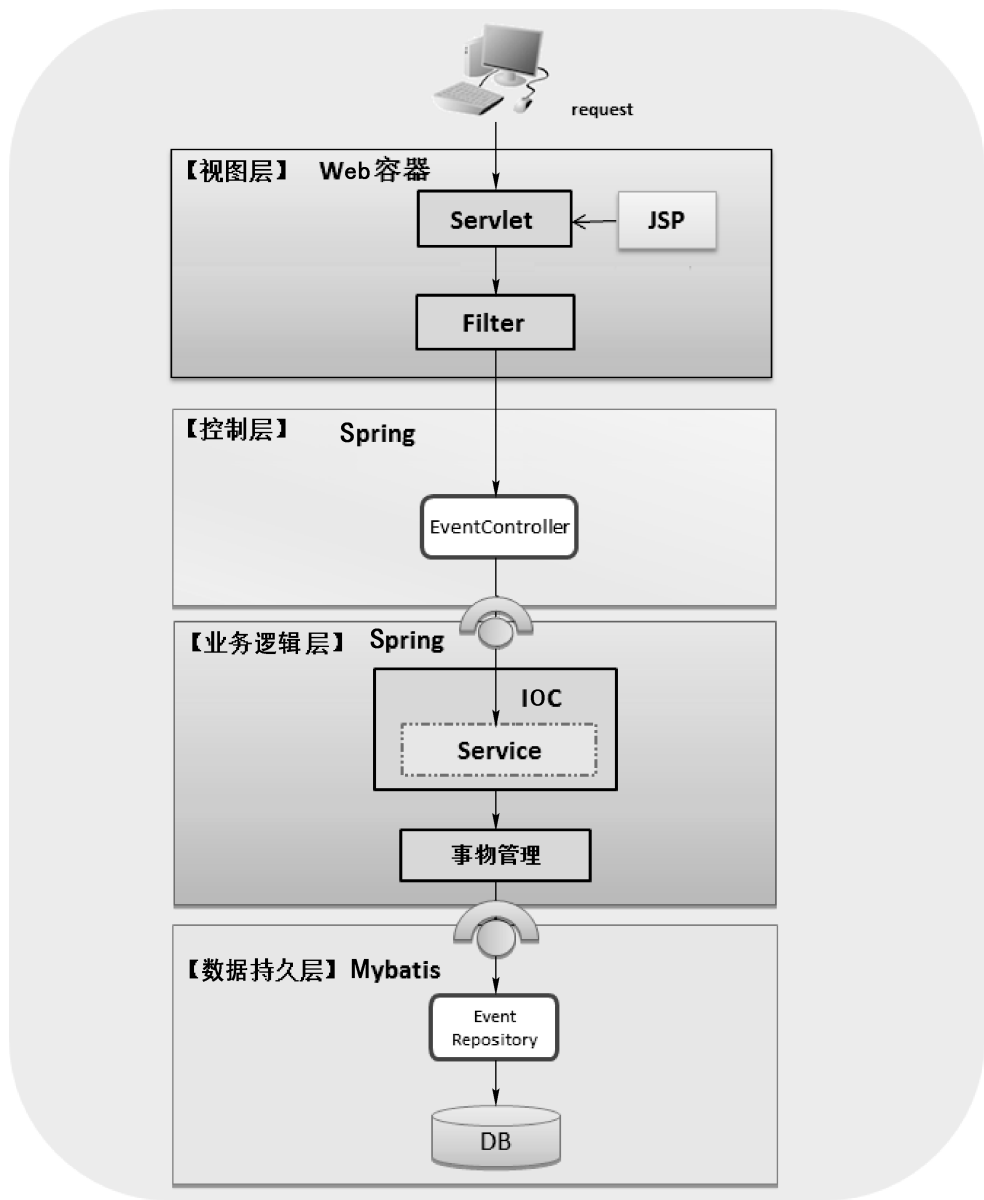 request
【视图层】 Web容器
Servlet
JSP
Filter
【控制层】 Spring
EventController
【业务逻辑层】 Spring
IOC
Service
事物管理
【数据持久层】Mybatis
Event
Repository
DB